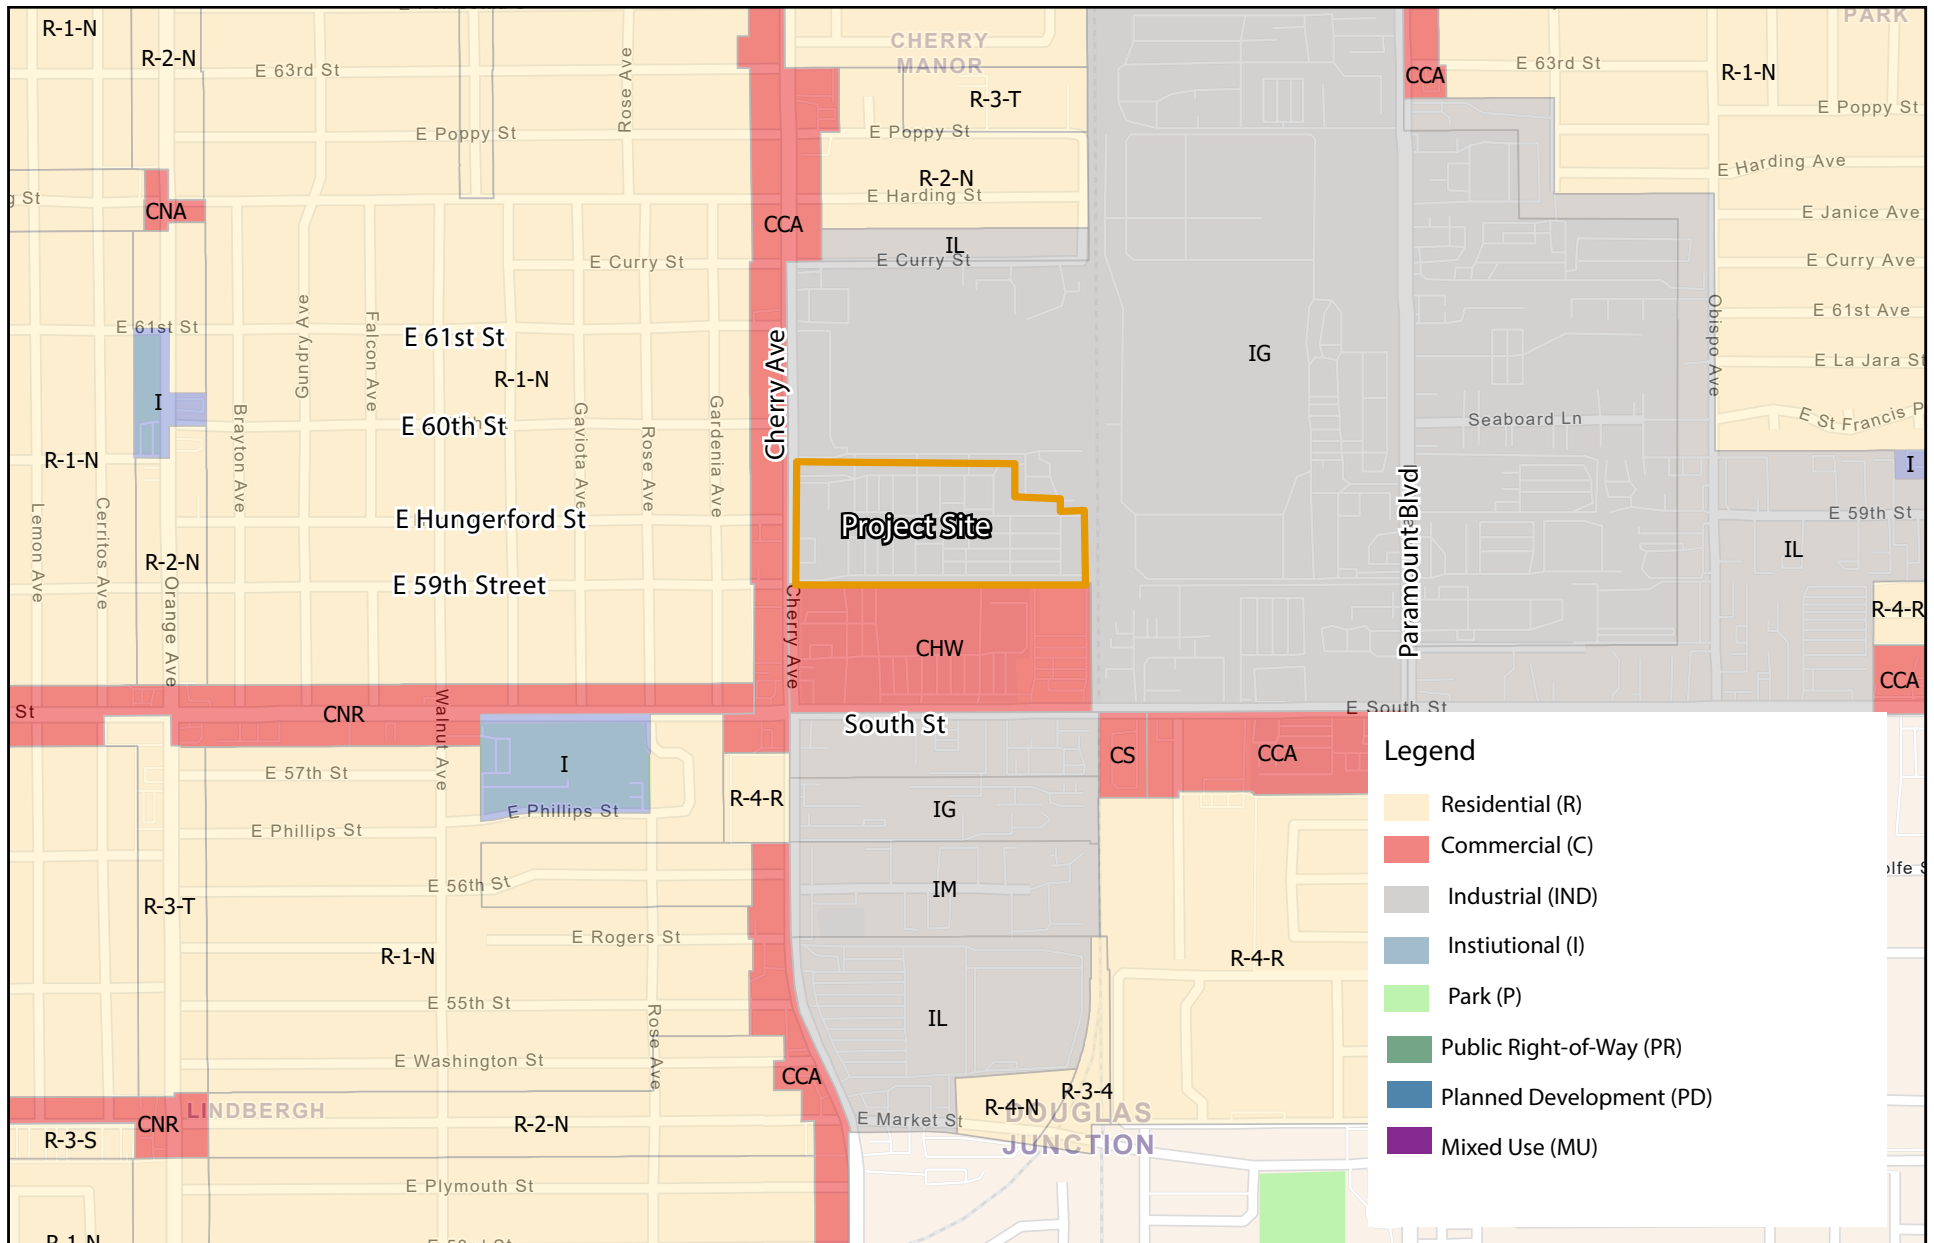 R-1-N
R-2-N
E 63rd St
Rose Ave
CHERRY
MANOR
CCA
E 63rd St
R-1-N
PARK
R-3-T
E Poppy St
E Poppy St
E Poppy St
E Harding Ave
R-2-N
E Harding St
g St
CNA
CCA
E Janice Ave
IL
E Curry St
E Curry St
E Curry Ave
E 61st St
Gundry Ave
Falcon Ave
E 61st St
Cherry Ave
IG
Obispo Ave
E 61st Ave
E La Jara St
R-1-N
I
Brayton Ave
E 60th St
Gaviota Ave
Rose Ave
Gardenia Ave
Seaboard Ln
E St Francis P
R-1-N
I
Lemon Ave
Cerritos Ave
E Hungerford St
Project Site
Paramount Blvd
E 59th St
IL
R-2-N
Orange Ave
E 59th Street
Cherry Ave
R-4-R
CHW
CCA
St
CNR
Walnut Ave
South St
E South St
I
E 57th St
CS
CCA
R-4-R
E Phillips St
E Phillips St
IG
E 56th St
IM
R-3-T
E Rogers St
R-1-N
R-4-R
E 55th St
Rose Ave
IL
E Washington St
CCA
R-3-4
R-4-N
LINDBERGH
CNR
R-2-N
E Market St
DOUGLAS
JUNCTION
R-3-S
E Plymouth St
R-1-N
Legend
Residential (R)
Commercial (C)
Industrial (IND)
Instiutional (I)
Park (P)
Public Right-of-Way (PR)
Planned Development (PD)
Mixed Use (MU)